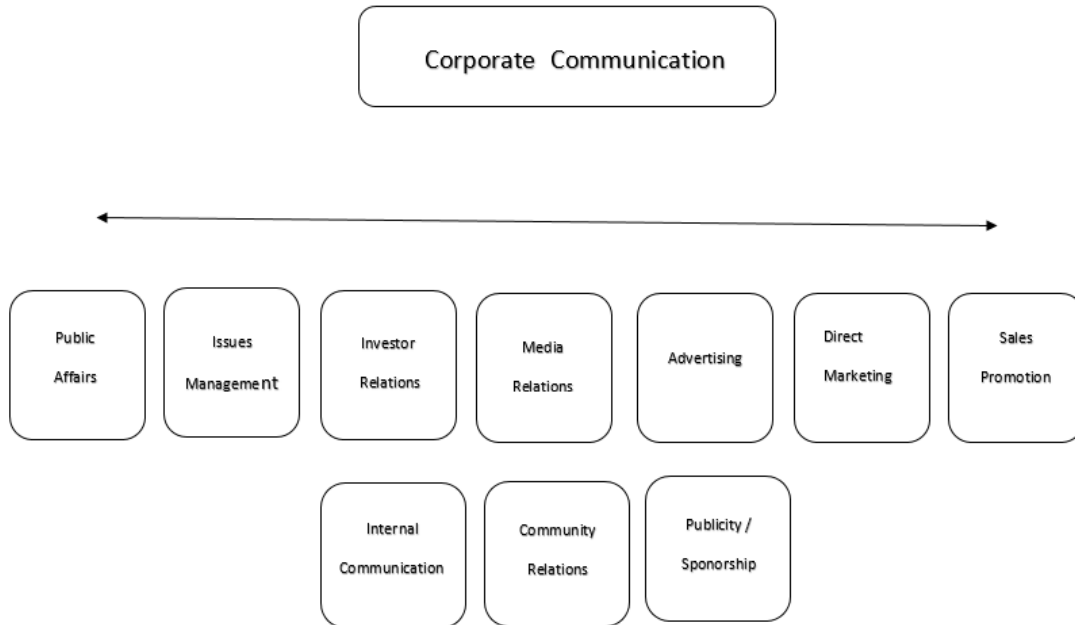 Corporate Communication
Public
Affairs
Issues
Management
Investor
Relations
Media
Relations
Advertising
Direct
Marketing
Sales
Promotion
Internal
Communication
Community
Relations
Publicity /
Sponorship